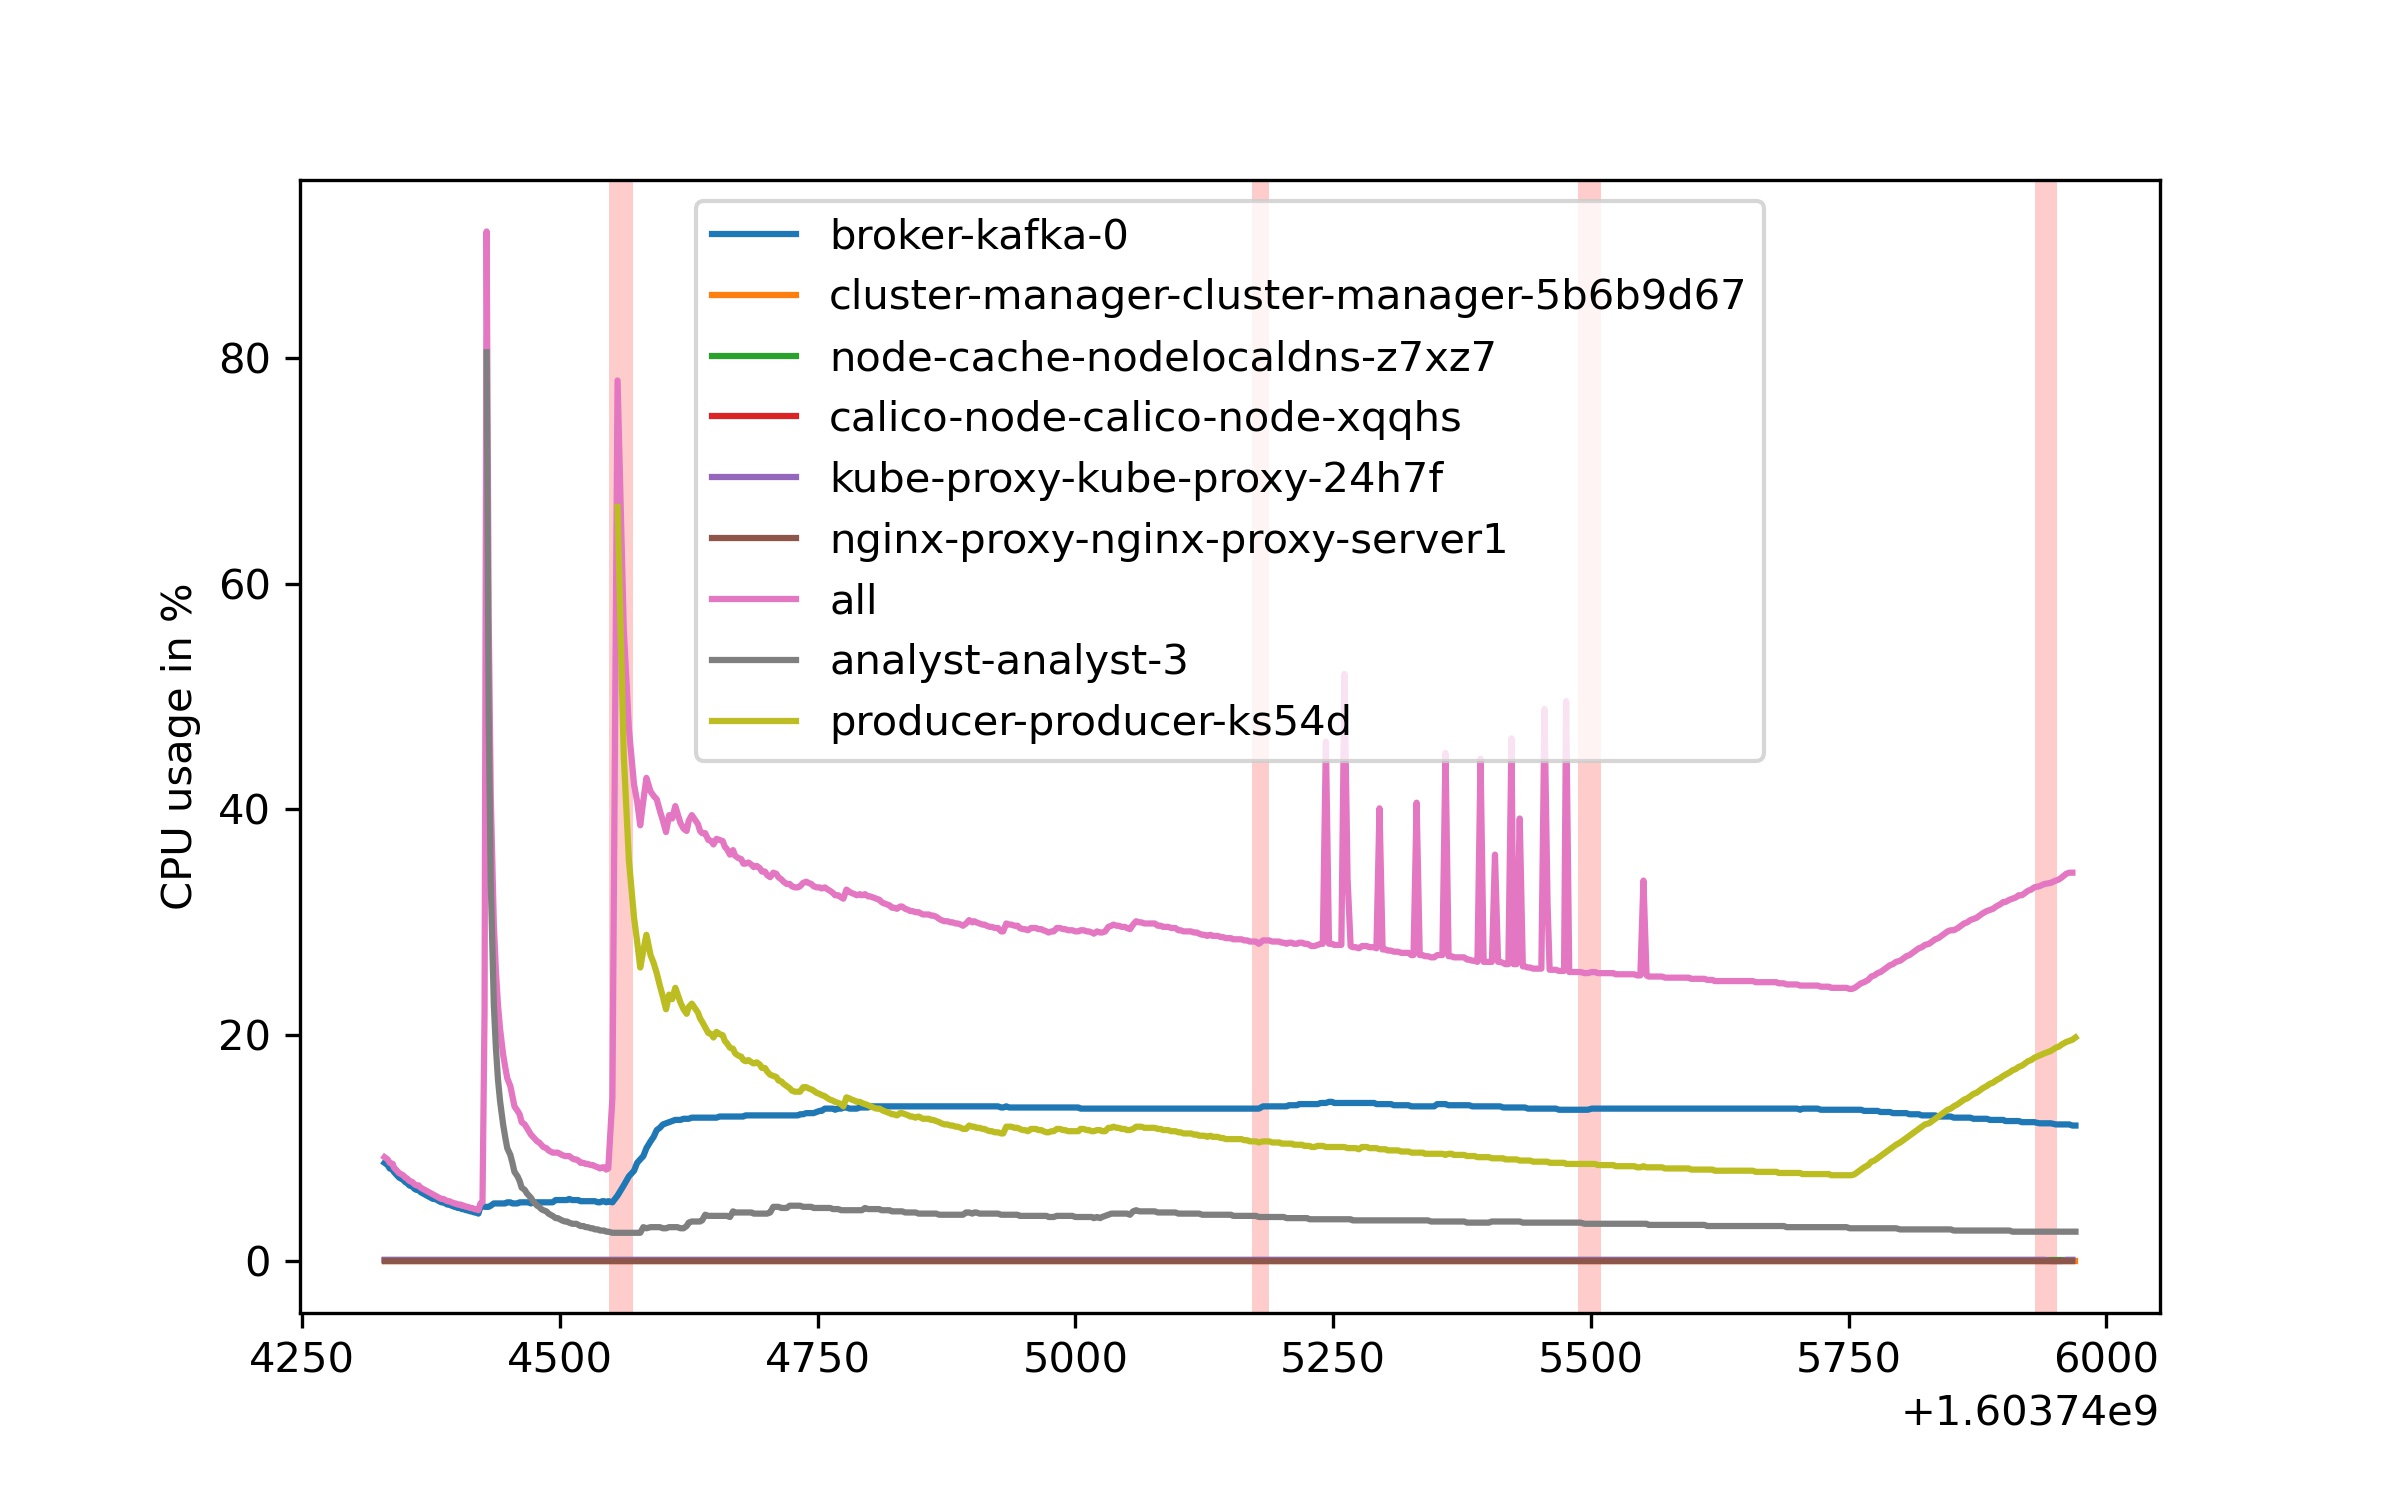 broker-kafka-0
cluster-manager-cluster-manager-5b6b9d67
node-cache-nodelocaldns-z7xz7
calico-node-calico-node-xqqhs
kube-proxy-kube-proxy-24h7f
nginx-proxy-nginx-proxy-server1
all
analyst-analyst-3
producer-producer-ks54d
CPU usage in %
80
60
40
20
0
4250 4500 4750 5000 5250 5500 5750 6000
+1.60374e9